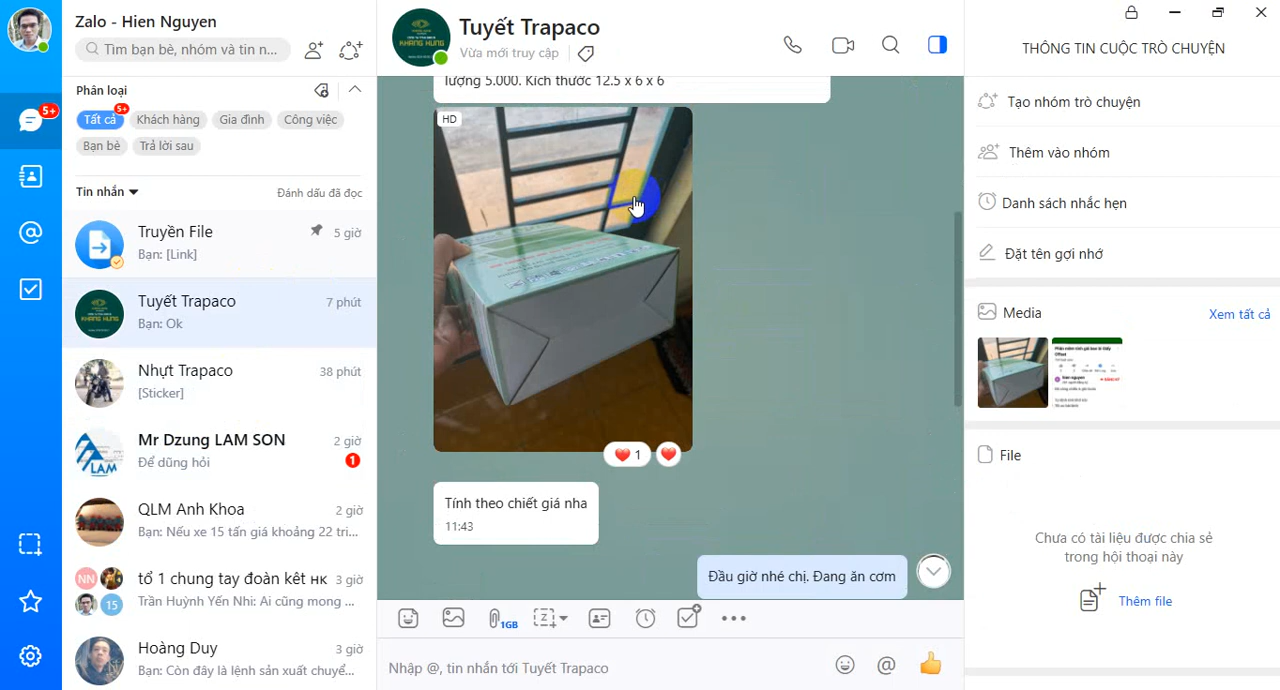 Zalo - Hien Nguyen
Tìm bạn bè, nhóm và tin n...
Phân loại
Tất cả
5+
Khách hàng
Gia đình
Công việc
Bạn bè
Trả lời sau
5+
Tin nhắn
Đánh dấu đã đọc
Truyền File
5 giờ
Bạn: [Link]
Tuyết Trapaco
7 phút
Bạn: Ok
Nhựt Trapaco
38 phút
[Sticker]
Mr Dzung LAM SON
2 giờ
Để dũng hỏi
1
LAM
QLM Anh Khoa
2 giờ
Bạn: Nếu xe 15 tấn giá khoảng 22 tri...
NN
15
tổ 1 chung tay đoàn kêt HK
3 giờ
Trần Huỳnh Yến Nhi: Ai cũng mong ...
Hoàng Duy
3 giờ
Bạn: Còn đây là lệnh sản xuất chuyể...
KHANG HUNG
Tuyết Trapaco
Vừa mới truy cập
lượng 5.000. Kích thước 12.5 x 6 x 6
HD
1
Tính theo chiết giá nha
11:43
Đầu giờ nhé chị. Đang ăn cơm
1GB
Nhập @, tin nhắn tới Tuyết Trapaco
THÔNG TIN CUỘC TRÒ CHUYỆN
Tạo nhóm trò chuyện
Thêm vào nhóm
Danh sách nhắc hẹn
Đặt tên gợi nhớ
Media
Xem tất cả
File
Chưa có tài liệu được chia sẻ
trong hội thoại này
Thêm file